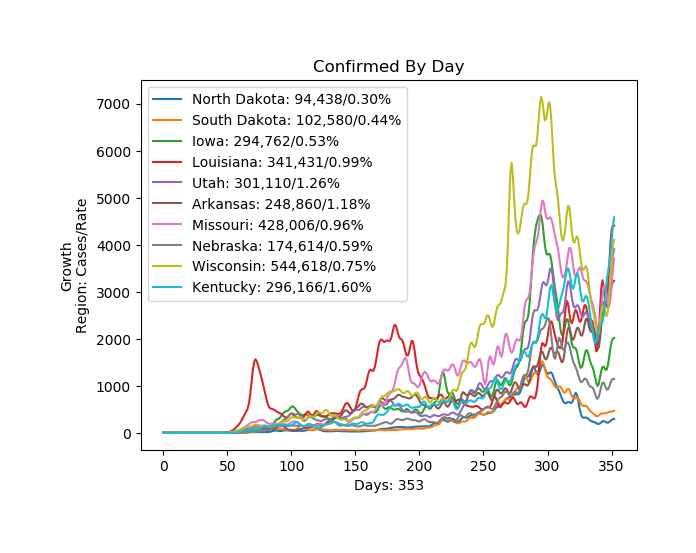 Confirmed By Day
Growth
Region: Cases/Rate
7000
6000
5000
4000
3000
2000
1000
0
North Dakota: 94,438/0.30%
South Dakota: 102,580/0.44%
Iowa: 294,762/0.53%
Louisiana: 341,431/0.99%
Utah: 301,110/1.26%
Arkansas: 248,860/1.18%
Missouri: 428,006/0.96%
Nebraska: 174,614/0.59%
Wisconsin: 544,618/0.75%
Kentucky: 296,166/1.60%
0 50 100 150 200 250 300 350
Days: 353